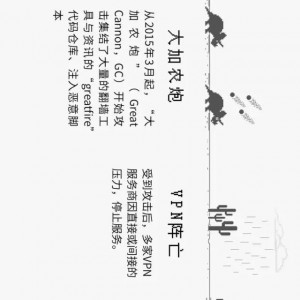 大加农炮
从2015年3月起，“大
加农炮”（Great
Cannon，GC）开始攻
击集结了大量的翻墙工
具与资讯的“greatfire”
代码仓库、注入恶意脚
本
VPN阵亡
受到攻击后，多家VPN
服务商因直接或间接的
压力，停止服务。